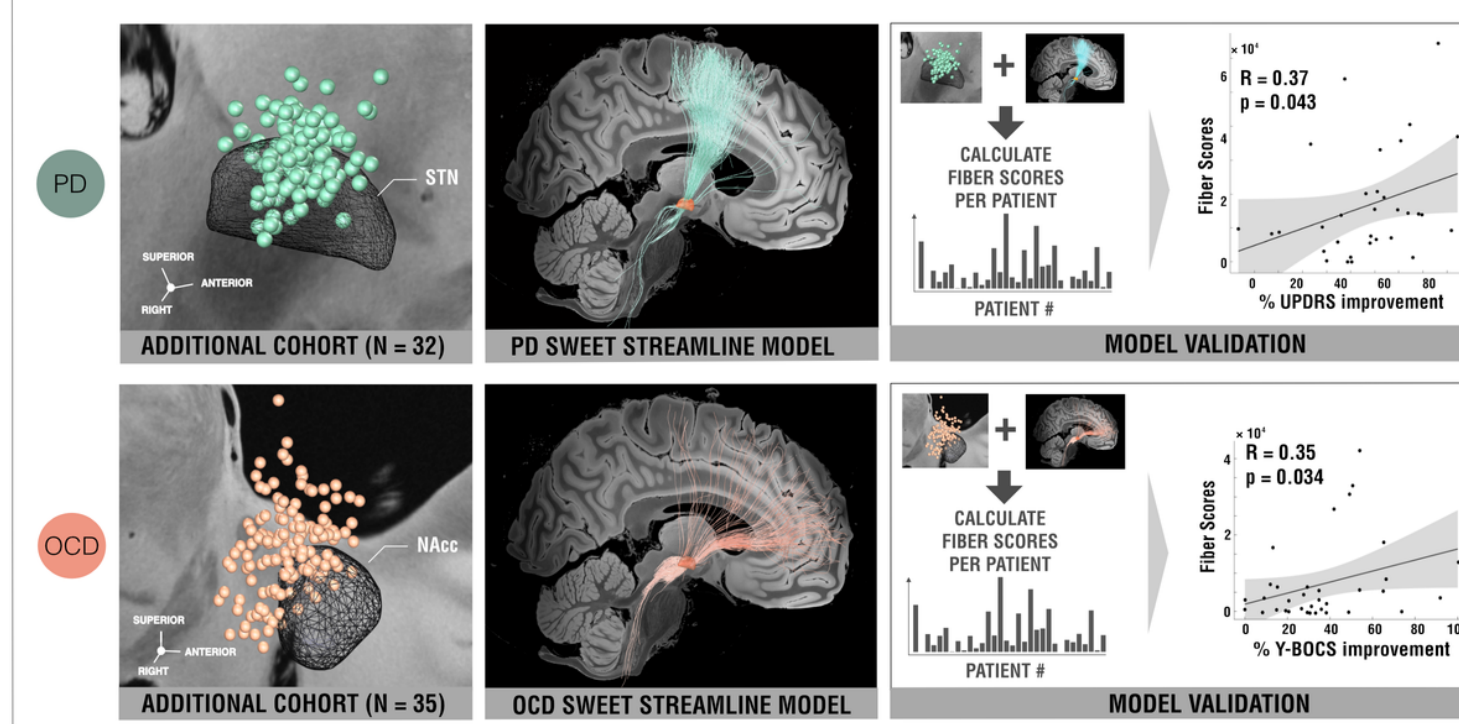 PD
STN
SUPERIOR
ANTERIOR
RIGHT
ADDITIONAL COHORT (N = 32)
PD SWEET STREAMLINE MODEL
+
CALCULATE
FIBER SCORES
PER PATIENT
PATIENT #
× 10⁴
R = 0.37
p = 0.043
Fiber Scores
6
4
2
0
0 20 40 60 80
% UPDRS improvement
MODEL VALIDATION
OCD
NAcc
SUPERIOR
ANTERIOR
RIGHT
ADDITIONAL COHORT (N = 35)
OCD SWEET STREAMLINE MODEL
+
CALCULATE
FIBER SCORES
PER PATIENT
PATIENT #
× 10⁴
R = 0.35
p = 0.034
Fiber Scores
4
2
0
0 20 40 60 80
% Y-BOCS improvement
MODEL VALIDATION